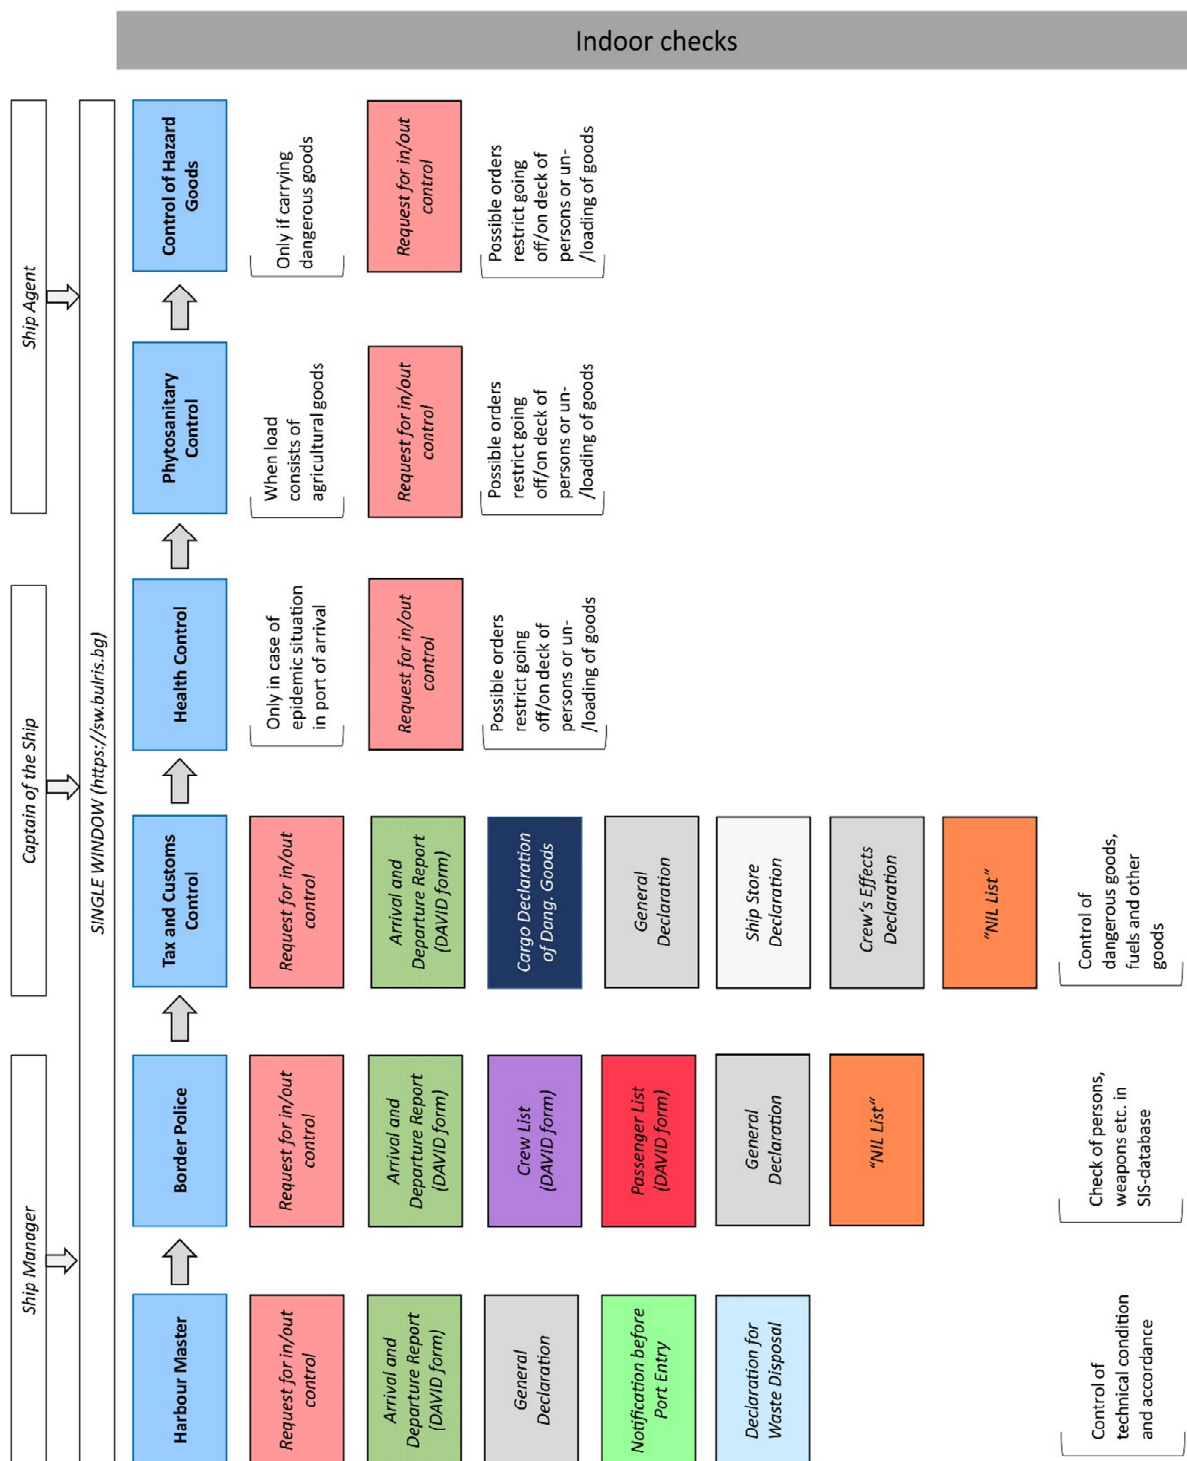 Indoor checks
Ship Manager
Captain of the Ship
Ship Agent
SINGLE WINDOW (https://sw.bulris.bg)
Harbour Master
Request for in/out
control
Arrival and
Departure Report
(DAVID form)
General
Declaration
Notification before
Port Entry
Declaration for
Waste Disposal
Control of
technical condition
and accordance
Border Police
Request for in/out
control
Arrival and
Departure Report
(DAVID form)
Crew List
(DAVID form)
Passenger List
(DAVID form)
General
Declaration
"NIL List“
Check of persons,
weapons etc. in
SIS-database
Tax and Customs
Control
Request for in/out
control
Arrival and
Departure Report
(DAVID form)
Cargo Declaration
of Dang. Goods
General
Declaration
Ship Store
Declaration
Crew's Effects
Declaration
"NIL List“
Control of
dangerous goods,
fuels and other
goods
Health Control
Only in case of
epidemic situation
in port of arrival
Request for in/out
control
Possible orders
restrict going
off/on deck of
persons or un-
/loading of goods
Phytosanitary
Control
When load
consists of
agricultural goods
Request for in/out
control
Possible orders
restrict going
off/on deck of
persons or un-
/loading of goods
Control of Hazard
Goods
Only if carrying
dangerous goods
Request for in/out
control
Possible orders
restrict going
off/on deck of
persons or un-
/loading of goods